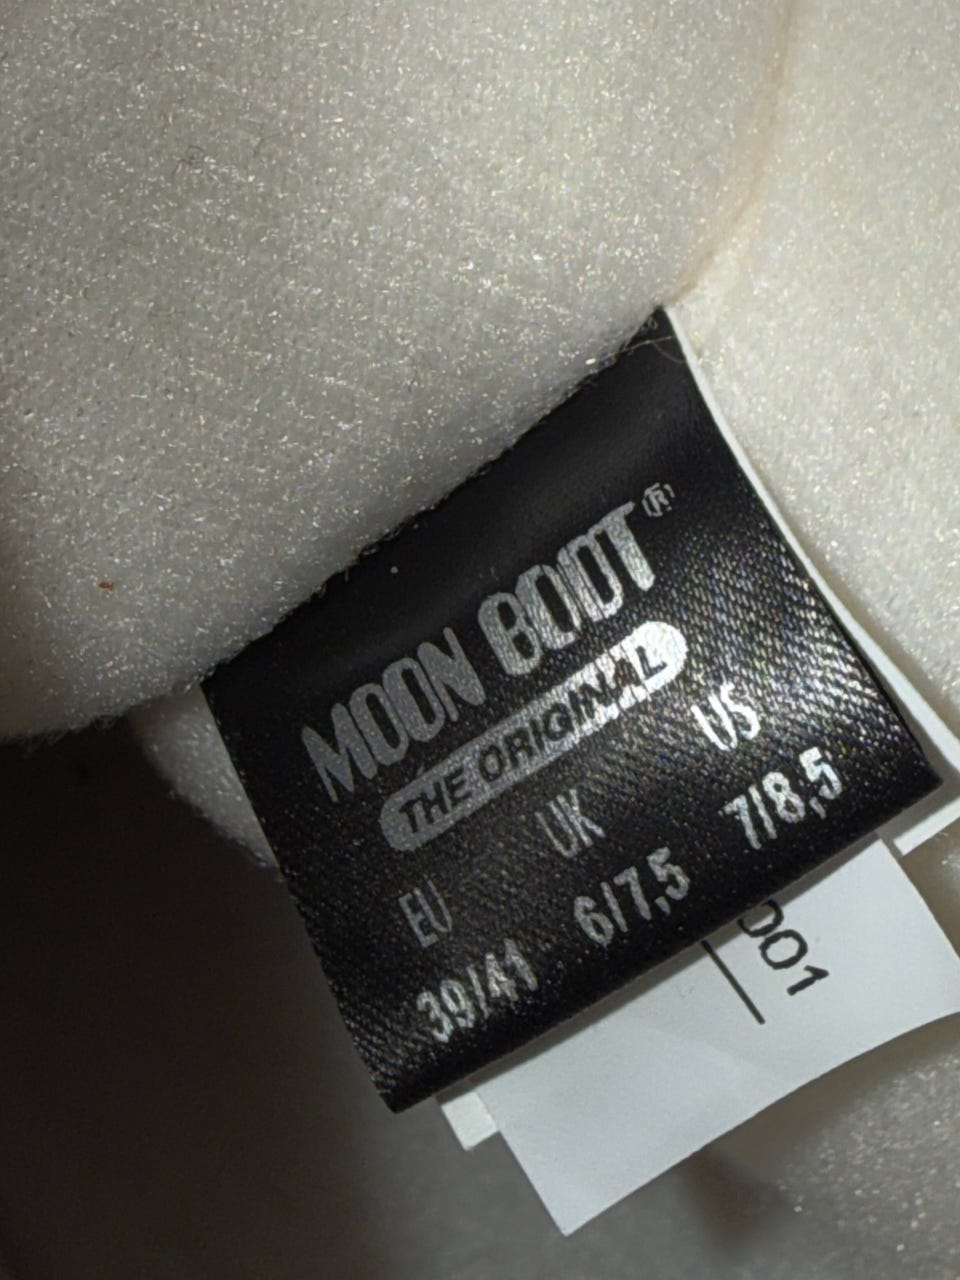 MOON BOOT®
THE ORIGINAL
EU UK US
39/41 6/7,5 7/8,5
001